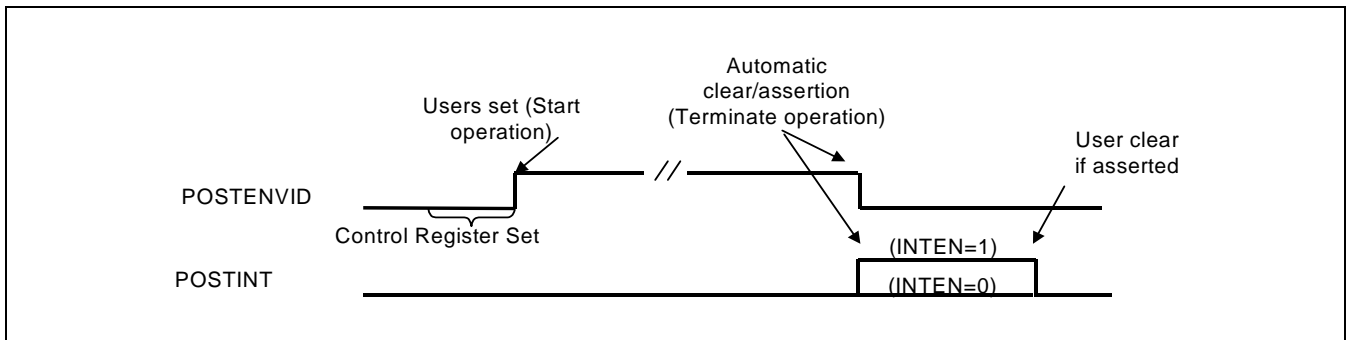 Automatic
clear/assertion
(Terminate operation)
Users set (Start
operation)
User clear
if asserted
POSTENVID
Control Register Set
(INTEN=1)
POSTINT
(INTEN=0)